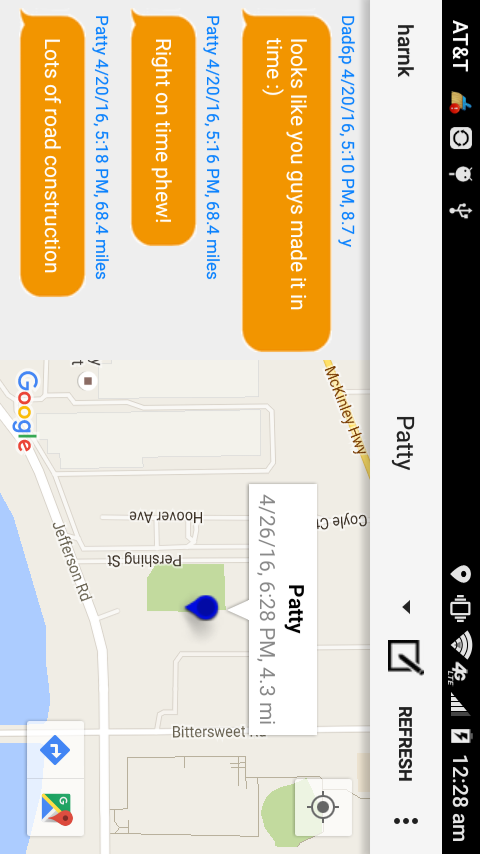 AT&T
12:28 am
harnk
Patty
REFRESH
Dad6p 4/20/16, 5:10 PM, 8.7 y
looks like you guys made it in
time :)
Patty 4/20/16, 5:16 PM, 68.4 miles
Right on time phew!
Patty 4/20/16, 5:18 PM, 68.4 miles
Lots of road construction
McKinley Hwy
Coyle Ct
Patty
4/26/16, 6:28 PM, 4.3 mi
Hoover Ave
Pershing St
Jefferson Rd
Bittersweet Rd
y
t
Google
4G
LTE
G